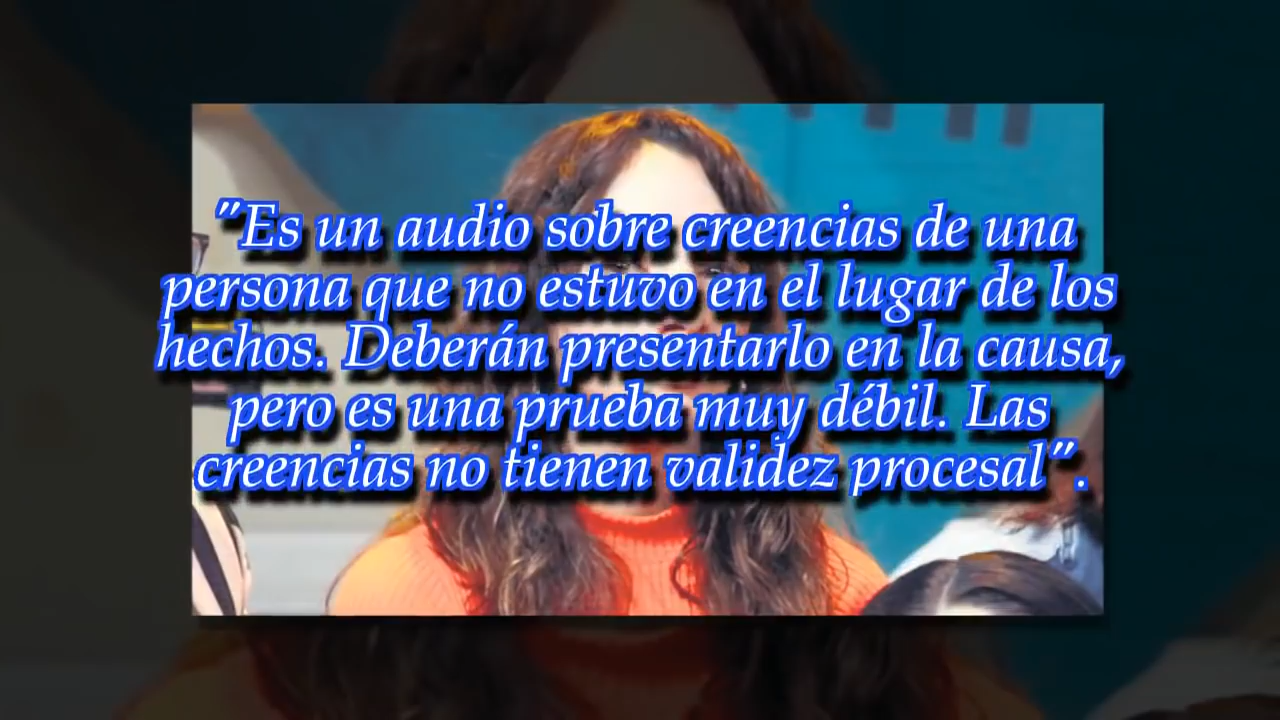 "Es un audio sobre creencias de una
persona que no estuvo en el lugar de los
hechos. Deberán presentarlo en la causa,
pero es una prueba muy débil. Las
creencias no tienen validez procesal".